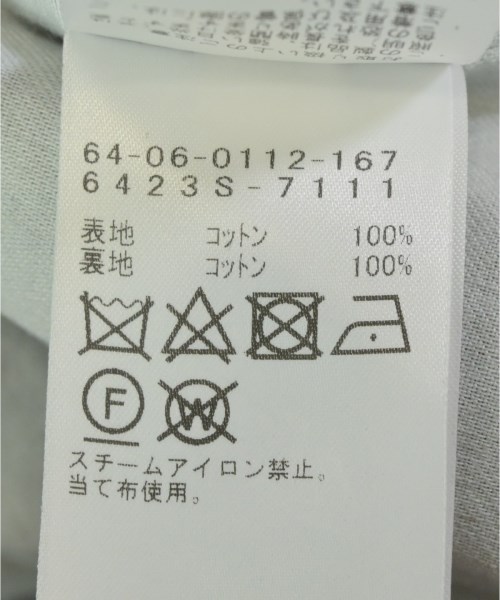 64-06-0112-167
6423S-7111
表地 コットン 100%
裏地 コットン 100%
F W
スチームアイロン禁止。
当て布使用。